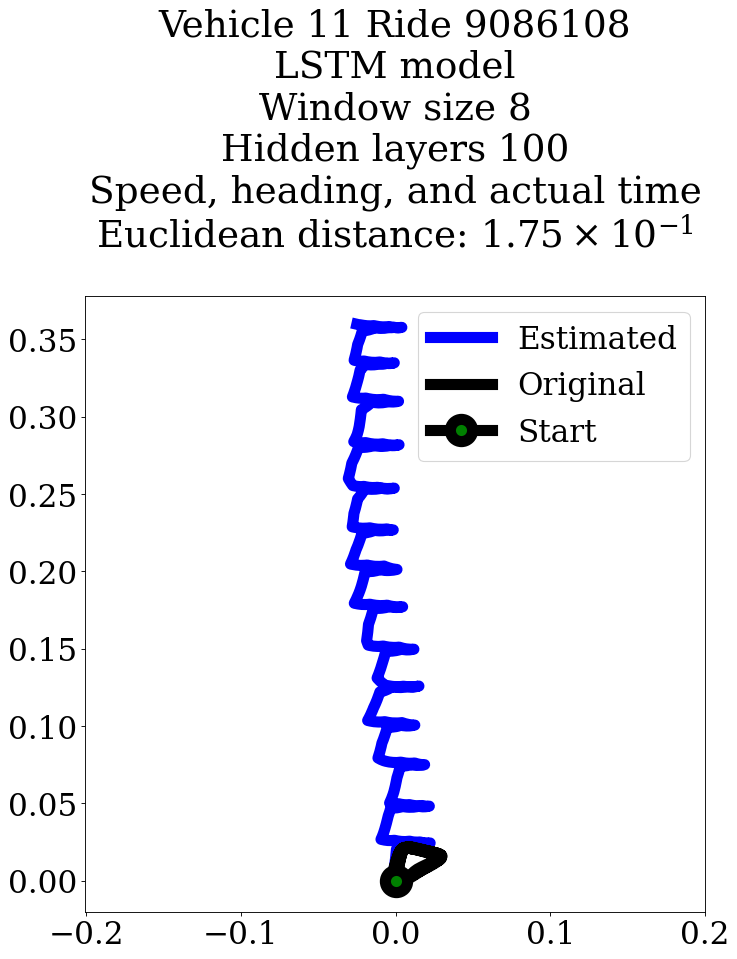 Vehicle 11 Ride 9086108
LSTM model
Window size 8
Hidden layers 100
Speed, heading, and actual time
Euclidean distance: 1.75 × 10⁻¹
Estimated
Original
Start
0.35
0.30
0.25
0.20
0.15
0.10
0.05
0.00
−0.2 −0.1 0.0 0.1 0.2